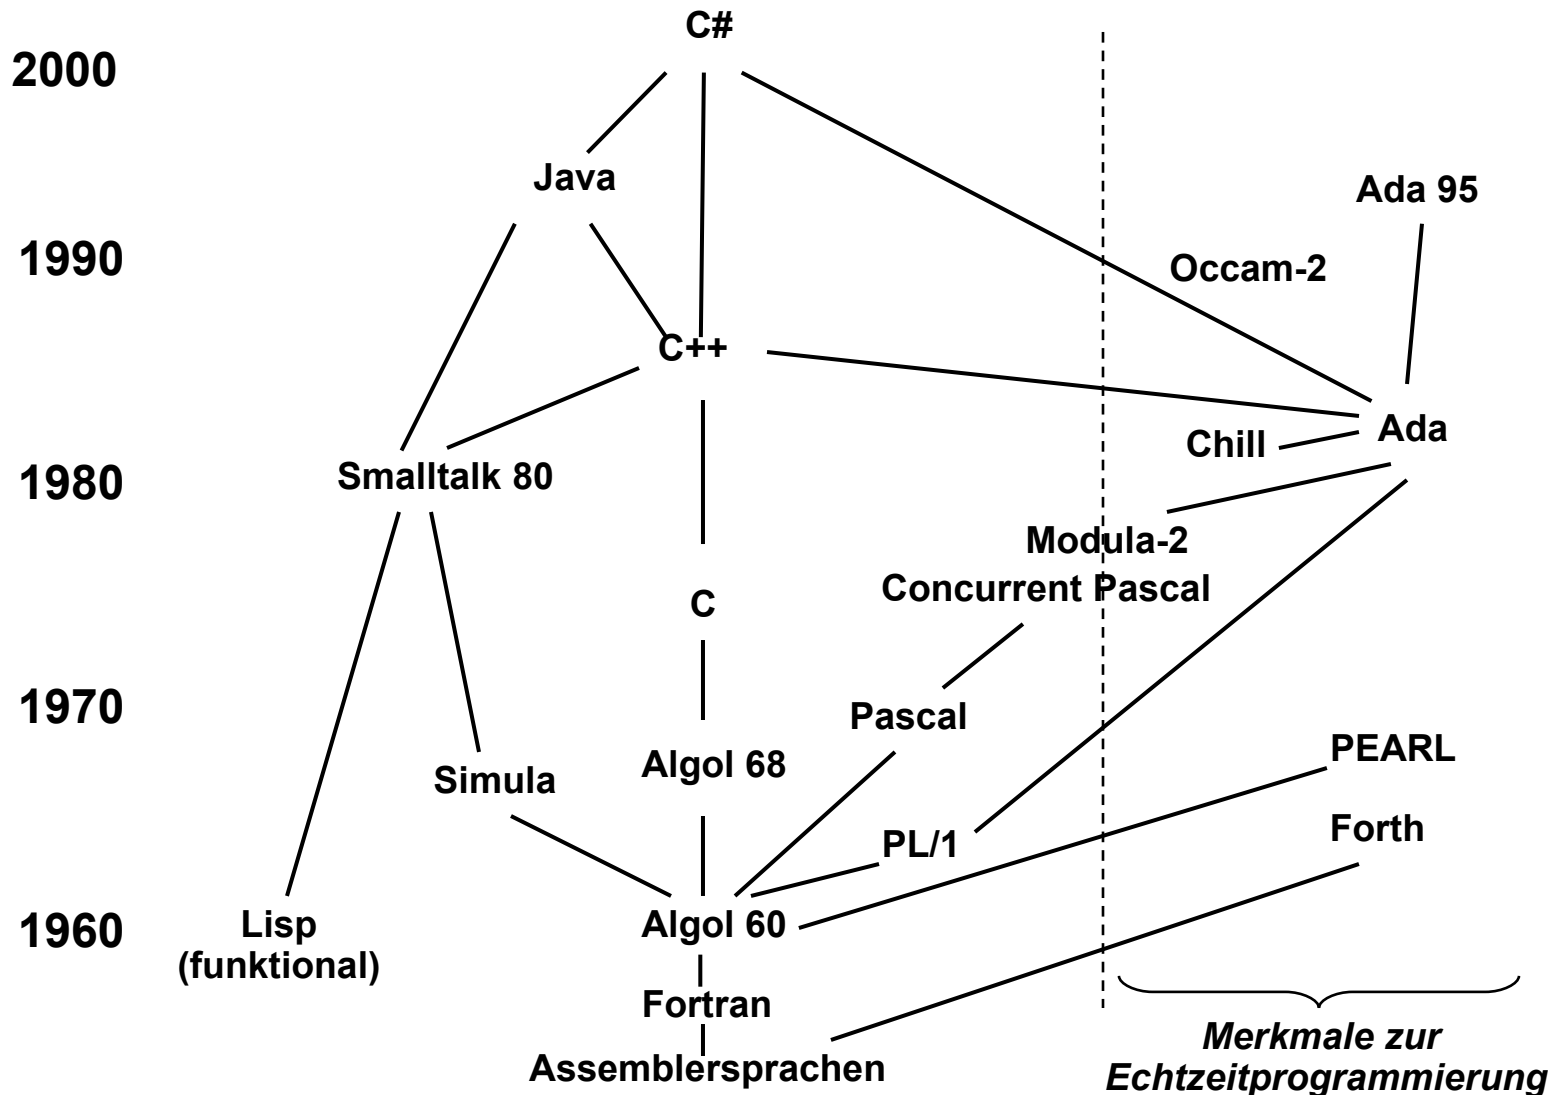 C#
2000
Java
Ada 95
1990
Occam-2
C++
Ada
Chill
Smalltalk 80
1980
Modula-2
Concurrent Pascal
C
1970
Pascal
PEARL
Algol 68
Simula
Forth
PL/1
Algol 60
1960
Lisp
(funktional)
Fortran
Merkmale zur
Echtzeitprogrammierung
Assemblersprachen